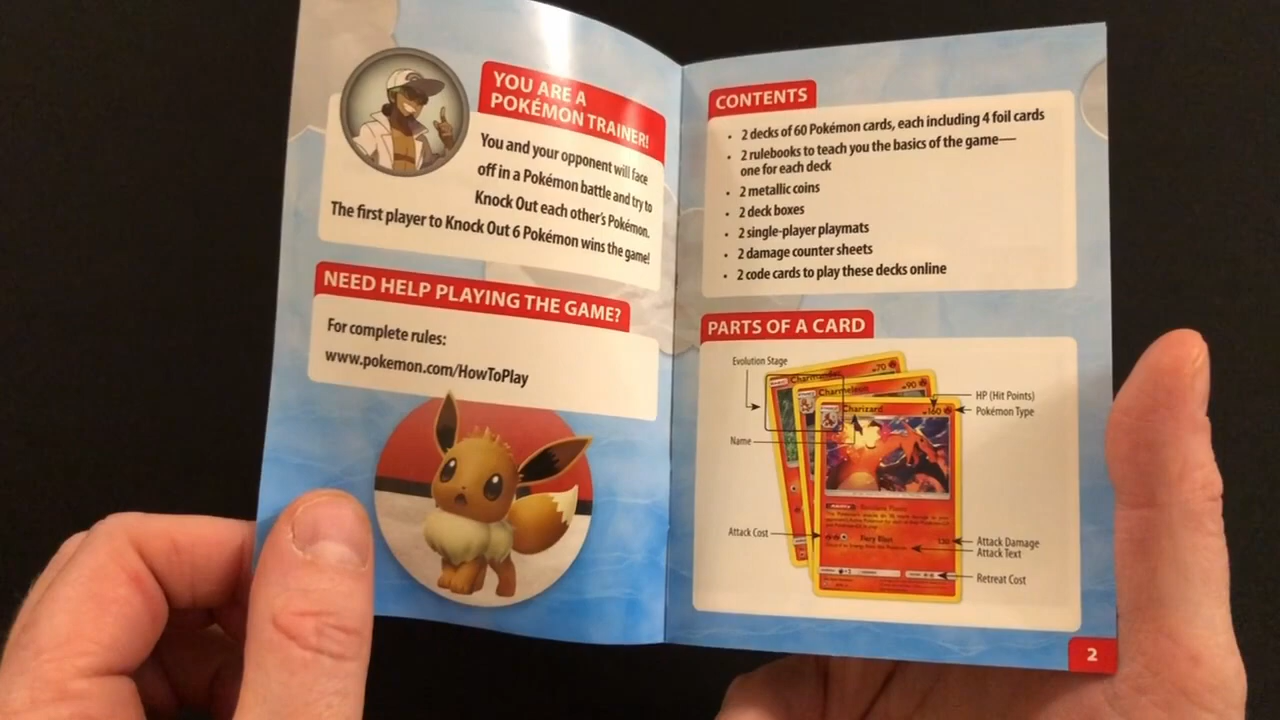 YOU ARE A
POKÉMON TRAINER!
You and your opponent will face
off in a Pokémon battle and try to
Knock Out each other's Pokémon.
The first player to Knock Out 6 Pokémon wins the game!
NEED HELP PLAYING THE GAME?
For complete rules:
www.pokemon.com/HowToPlay
CONTENTS
• 2 decks of 60 Pokémon cards, each including 4 foil cards
• 2 rulebooks to teach you the basics of the game—
one for each deck
• 2 metallic coins
• 2 deck boxes
• 2 single-player playmats
• 2 damage counter sheets
• 2 code cards to play these decks online
PARTS OF A CARD
Evolution Stage
Charmander 70
Charmeleon 90
Charizard 160
HP (Hit Points)
Pokémon Type
Name
Attack Cost
Fiery Blast 130
Attack Damage
Attack Text
Retreat Cost
2